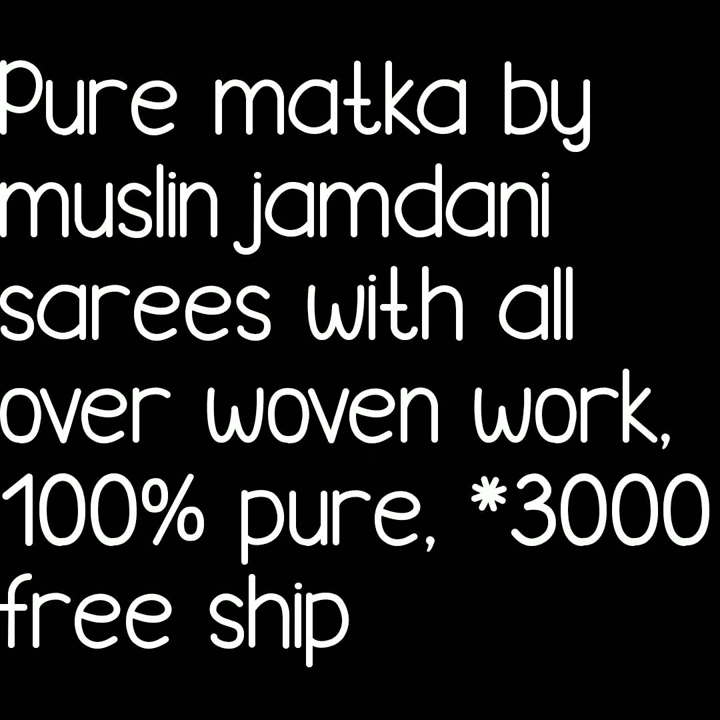 Pure matka by
muslin jamdani
sarees with all
over woven work,
100% pure, *3000
free ship